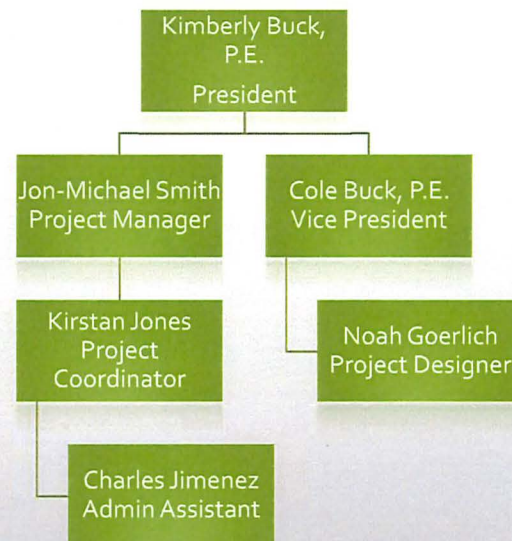 Kimberly Buck,
P.E.
President
Jon-Michael Smith
Project Manager
Cole Buck, P.E.
Vice President
Kirstan Jones
Project
Coordinator
Noah Goerlich
Project Designer
Charles Jimenez
Admin Assistant